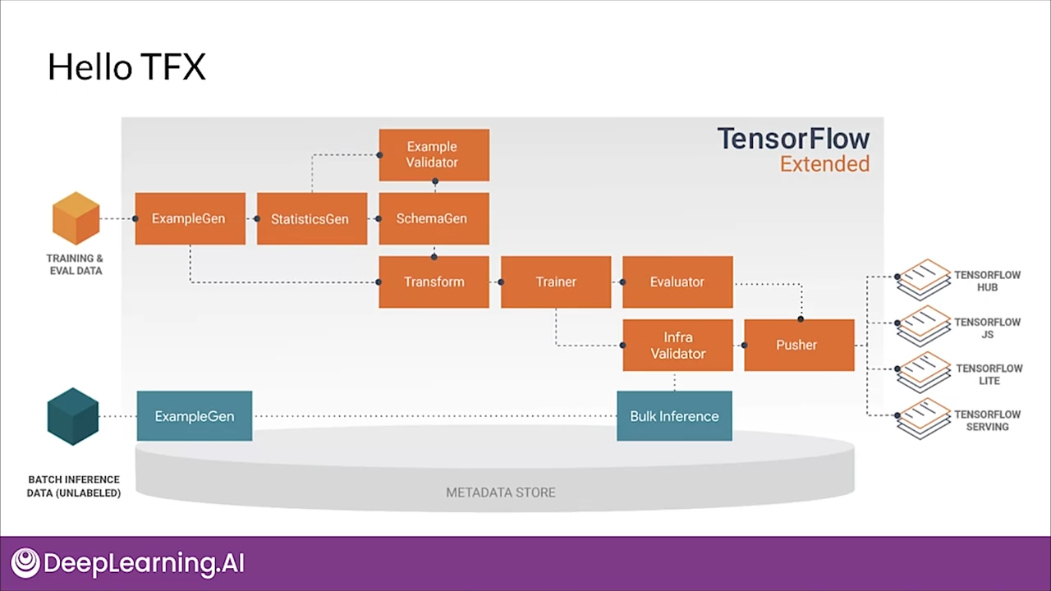 Hello TFX
TensorFlow
Extended
Example
Validator
ExampleGen
StatisticsGen
SchemaGen
TRAINING &
EVAL DATA
Transform
Trainer
Evaluator
TENSORFLOW
HUB
Infra
Validator
Pusher
TENSORFLOW
JS
TENSORFLOW
LITE
ExampleGen
Bulk Inference
TENSORFLOW
SERVING
BATCH INFERENCE
DATA (UNLABELED)
METADATA STORE
DeepLearning.AI